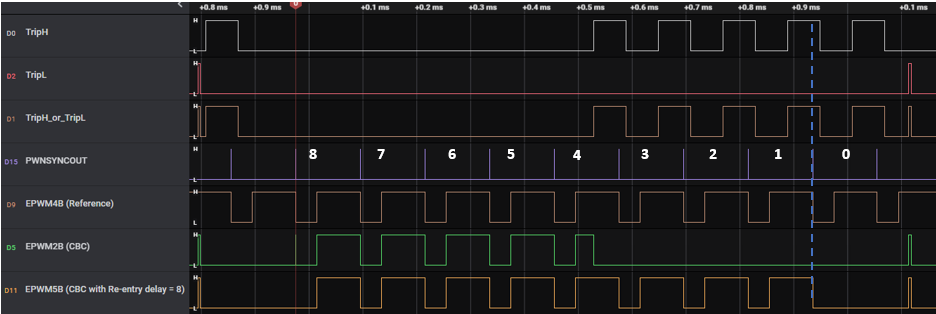 +0.8 ms +0.9 ms 0 +0.1 ms +0.2 ms +0.3 ms +0.4 ms +0.5 ms +0.6 ms +0.7 ms +0.8 ms +0.9 ms +0.1 ms
D0 TripH H L
D2 TripL H L
D1 TripH_or_TripL H L
D15 PWNSYNCOUT H L 8 7 6 5 4 3 2 1 0
D9 EPWM4B (Reference) H L
D5 EPWM2B (CBC) H L
D11 EPWM5B (CBC with Re-entry delay = 8) H L